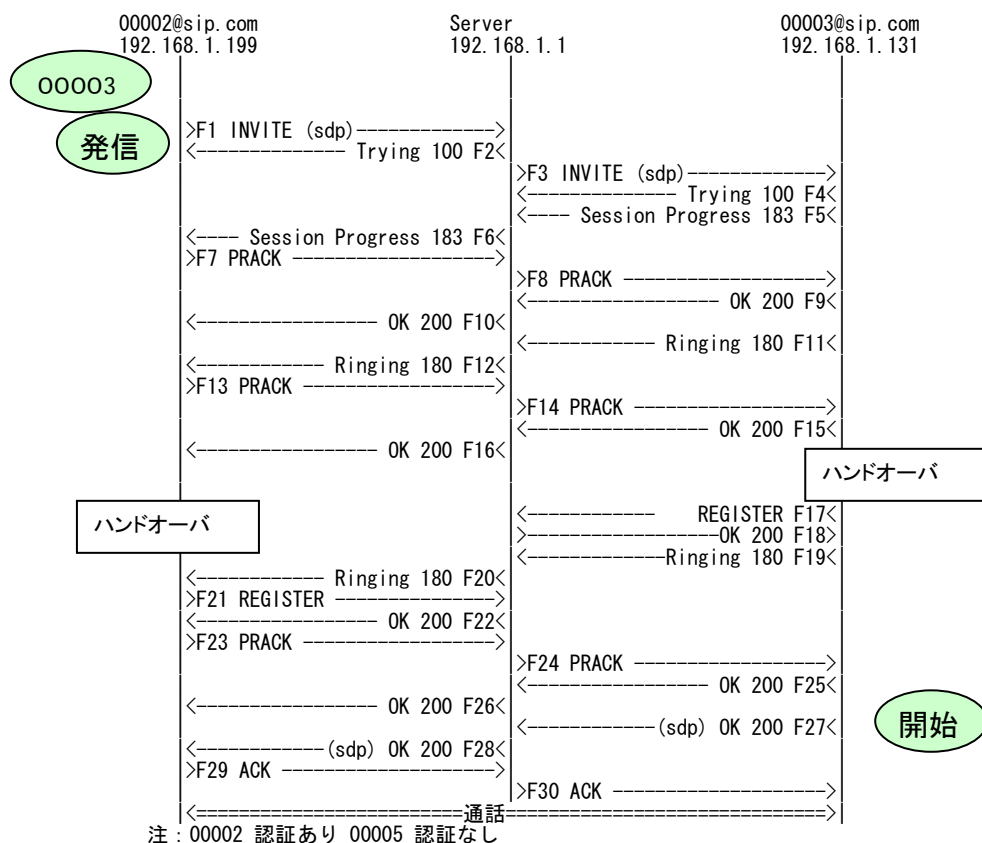 00002@sip.com Server 00003@sip.com
192.168.1.199 192.168.1.1 192.168.1.131
00003
発信
>F1 INVITE (sdp)------------->
<-------------- Trying 100 F2<
>F3 INVITE (sdp)------------->
<-------------- Trying 100 F4<
<---- Session Progress 183 F5<
<---- Session Progress 183 F6<
>F7 PRACK ------------------->
>F8 PRACK ------------------->
<------------------ OK 200 F9<
<----------------- OK 200 F10<
<------------ Ringing 180 F11<
<------------ Ringing 180 F12<
>F13 PRACK ------------------>
>F14 PRACK ------------------>
<----------------- OK 200 F15<
<----------------- OK 200 F16<
ハンドオーバ
ハンドオーバ
<------------ REGISTER F17<
>------------------OK 200 F18>
<-------------Ringing 180 F19<
<------------ Ringing 180 F20<
>F21 REGISTER --------------->
<----------------- OK 200 F22<
>F23 PRACK ------------------>
>F24 PRACK ------------------>
<----------------- OK 200 F25<
<----------------- OK 200 F26<
<------------(sdp) OK 200 F27<
開始
<------------(sdp) OK 200 F28<
>F29 ACK -------------------->
>F30 ACK -------------------->
<=========================通話==============================>
注：00002 認証あり 00005 認証なし